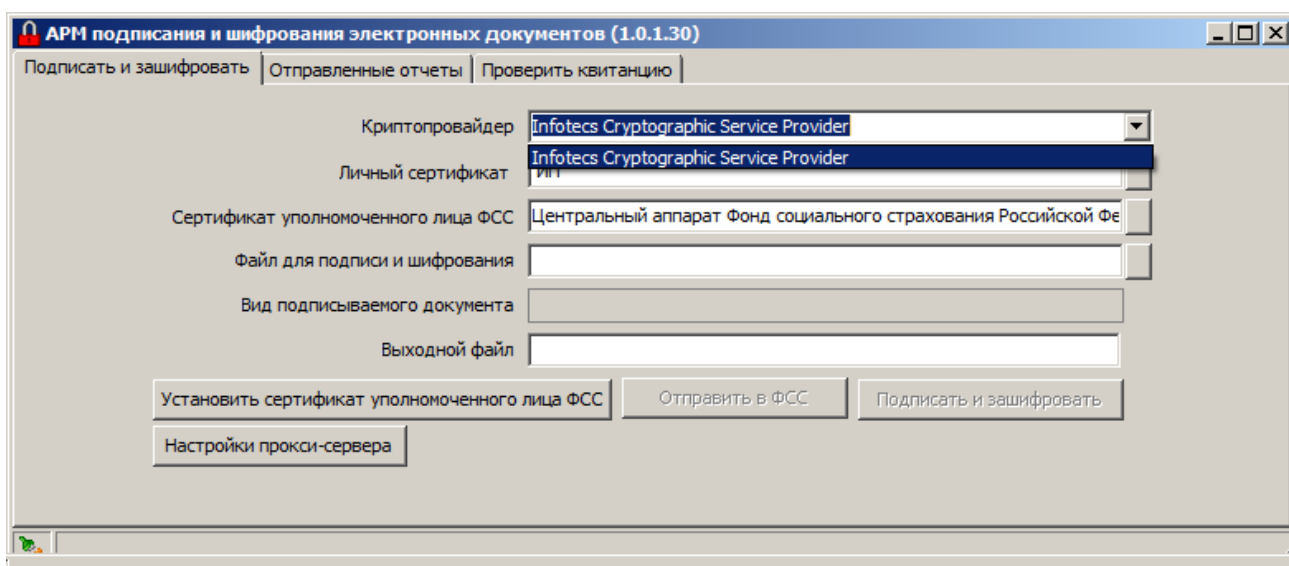 АРМ подписания и шифрования электронных документов (1.0.1.30)
Подписать и зашифровать Отправленные отчеты Проверить квитанцию
Криптопровайдер Infotecs Cryptographic Service Provider
Infotecs Cryptographic Service Provider
Личный сертификат ИП
Сертификат уполномоченного лица ФСС Центральный аппарат Фонд социального страхования Российской Фе
Файл для подписи и шифрования
Вид подписываемого документа
Выходной файл
Установить сертификат уполномоченного лица ФСС Отправить в ФСС Подписать и зашифровать
Настройки прокси-сервера